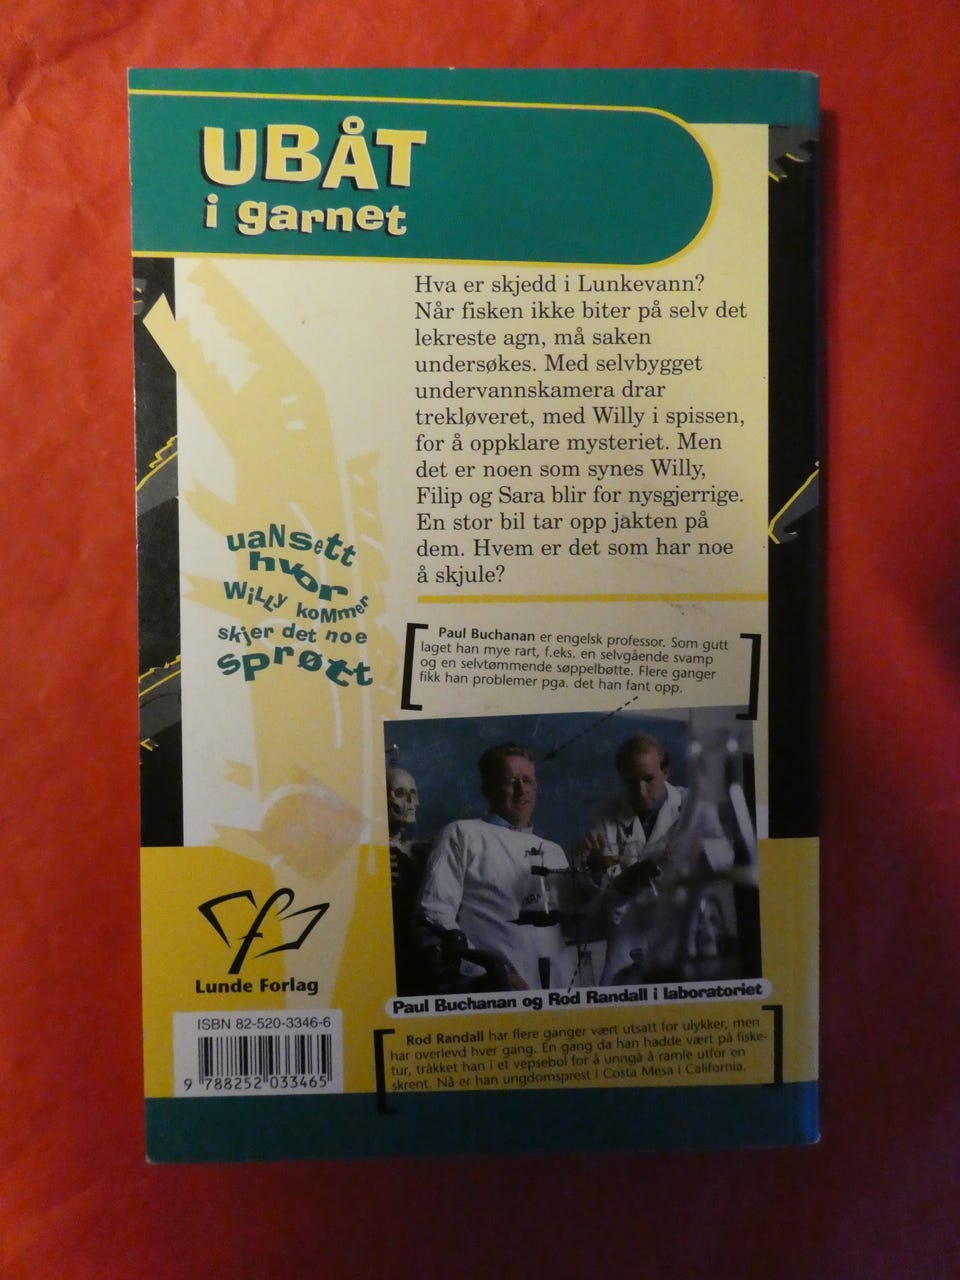 UBÅT
i garnet
Hva er skjedd i Lunkevann?
Når fisken ikke biter på selv det
lekreste agn, må saken
undersøkes. Med selvbygget
undervannskamera drar
trekløveret, med Willy i spissen,
for å oppklare mysteriet. Men
det er noen som synes Willy,
Filip og Sara blir for nysgjerrige.
En stor bil tar opp jakten på
dem. Hvem er det som har noe
å skjule?
uaNsett
hvor
WiLLy koMmer
skjer det noe
sprøtt
Paul Buchanan er engelsk professor. Som gutt
laget han mye rart, f.eks. en selvgående svamp
og en selvtømmende søppelbøtte. Flere ganger
fikk han problemer pga. det han fant opp.
Paul Buchanan og Rod Randall i laboratoriet
Rod Randall har flere ganger vært utsatt for ulykker, men
har overlevd hver gang. En gang da han hadde vært på fiske-
tur, tråkket han i et vepsebol for å unngå å ramle utfor en
skrent. Nå er han ungdomsprest i Costa Mesa i California.
Lunde Forlag
ISBN 82-520-3346-6
9 788252 033465